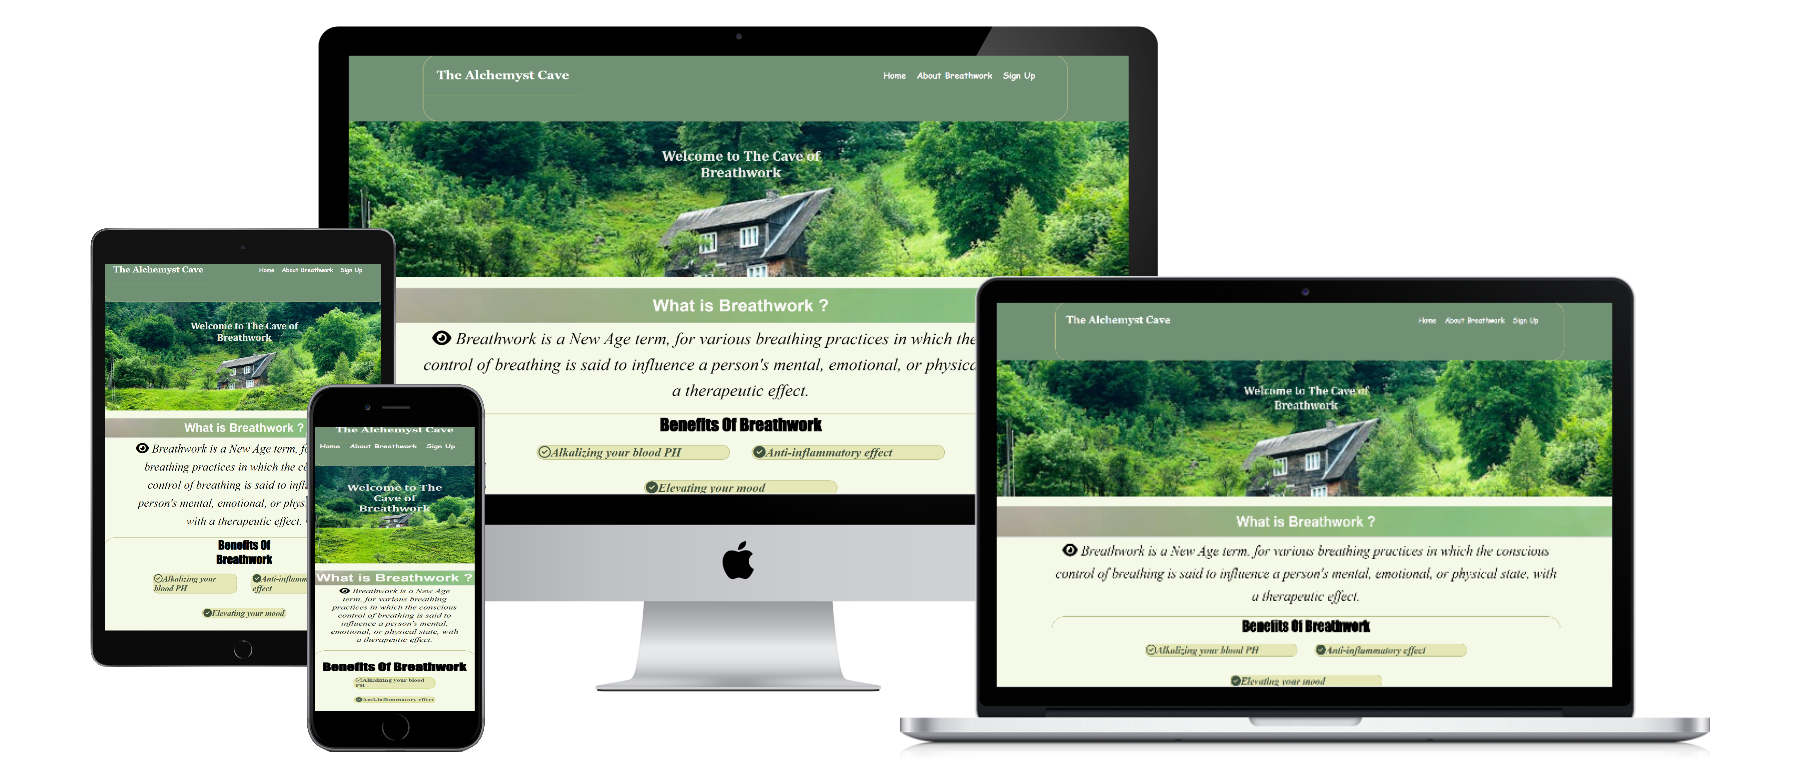 The Alchemyst Cave
Home About Breathwork Sign Up
Welcome to The Cave of
Breathwork
What is Breathwork ?
Breathwork is a New Age term, for various breathing practices in which the
control of breathing is said to influence a person's mental, emotional, or physica
a therapeutic effect.
Benefits Of Breathwork
Alkalizing your blood PH
Anti-inflammatory effect
Elevating your mood
The Alchemyst Cave
Home About Breathwork Sign Up
Welcome to The Cave of
Breathwork
What is Breathwork ?
Breathwork is a New Age term, fo
breathing practices in which the co
control of breathing is said to infl
person's mental, emotional, or phys
with a therapeutic effect.
Benefits Of
Breathwork
Alkalizing your
blood PH
Anti-inflamm
effect
Elevating your mood
The Alchemyst Cave
Home About Breathwork Sign Up
Welcome to The
Cave of
Breathwork
What is Breathwork ?
Breathwork is a New Age
term, for various breathing
practices in which the conscious
control of breathing is said to
influence a person's mental,
emotional, or physical state, with
a therapeutic effect.
Benefits Of Breathwork
Alkalizing your blood
PH
Anti-inflammatory effect
The Alchemyst Cave
Home About Breathwork Sign Up
Welcome to The Cave of
Breathwork
What is Breathwork ?
Breathwork is a New Age term, for various breathing practices in which the conscious
control of breathing is said to influence a person's mental, emotional, or physical state, with
a therapeutic effect.
Benefits Of Breathwork
Alkalizing your blood PH
Anti-inflammatory effect
Elevating your mood